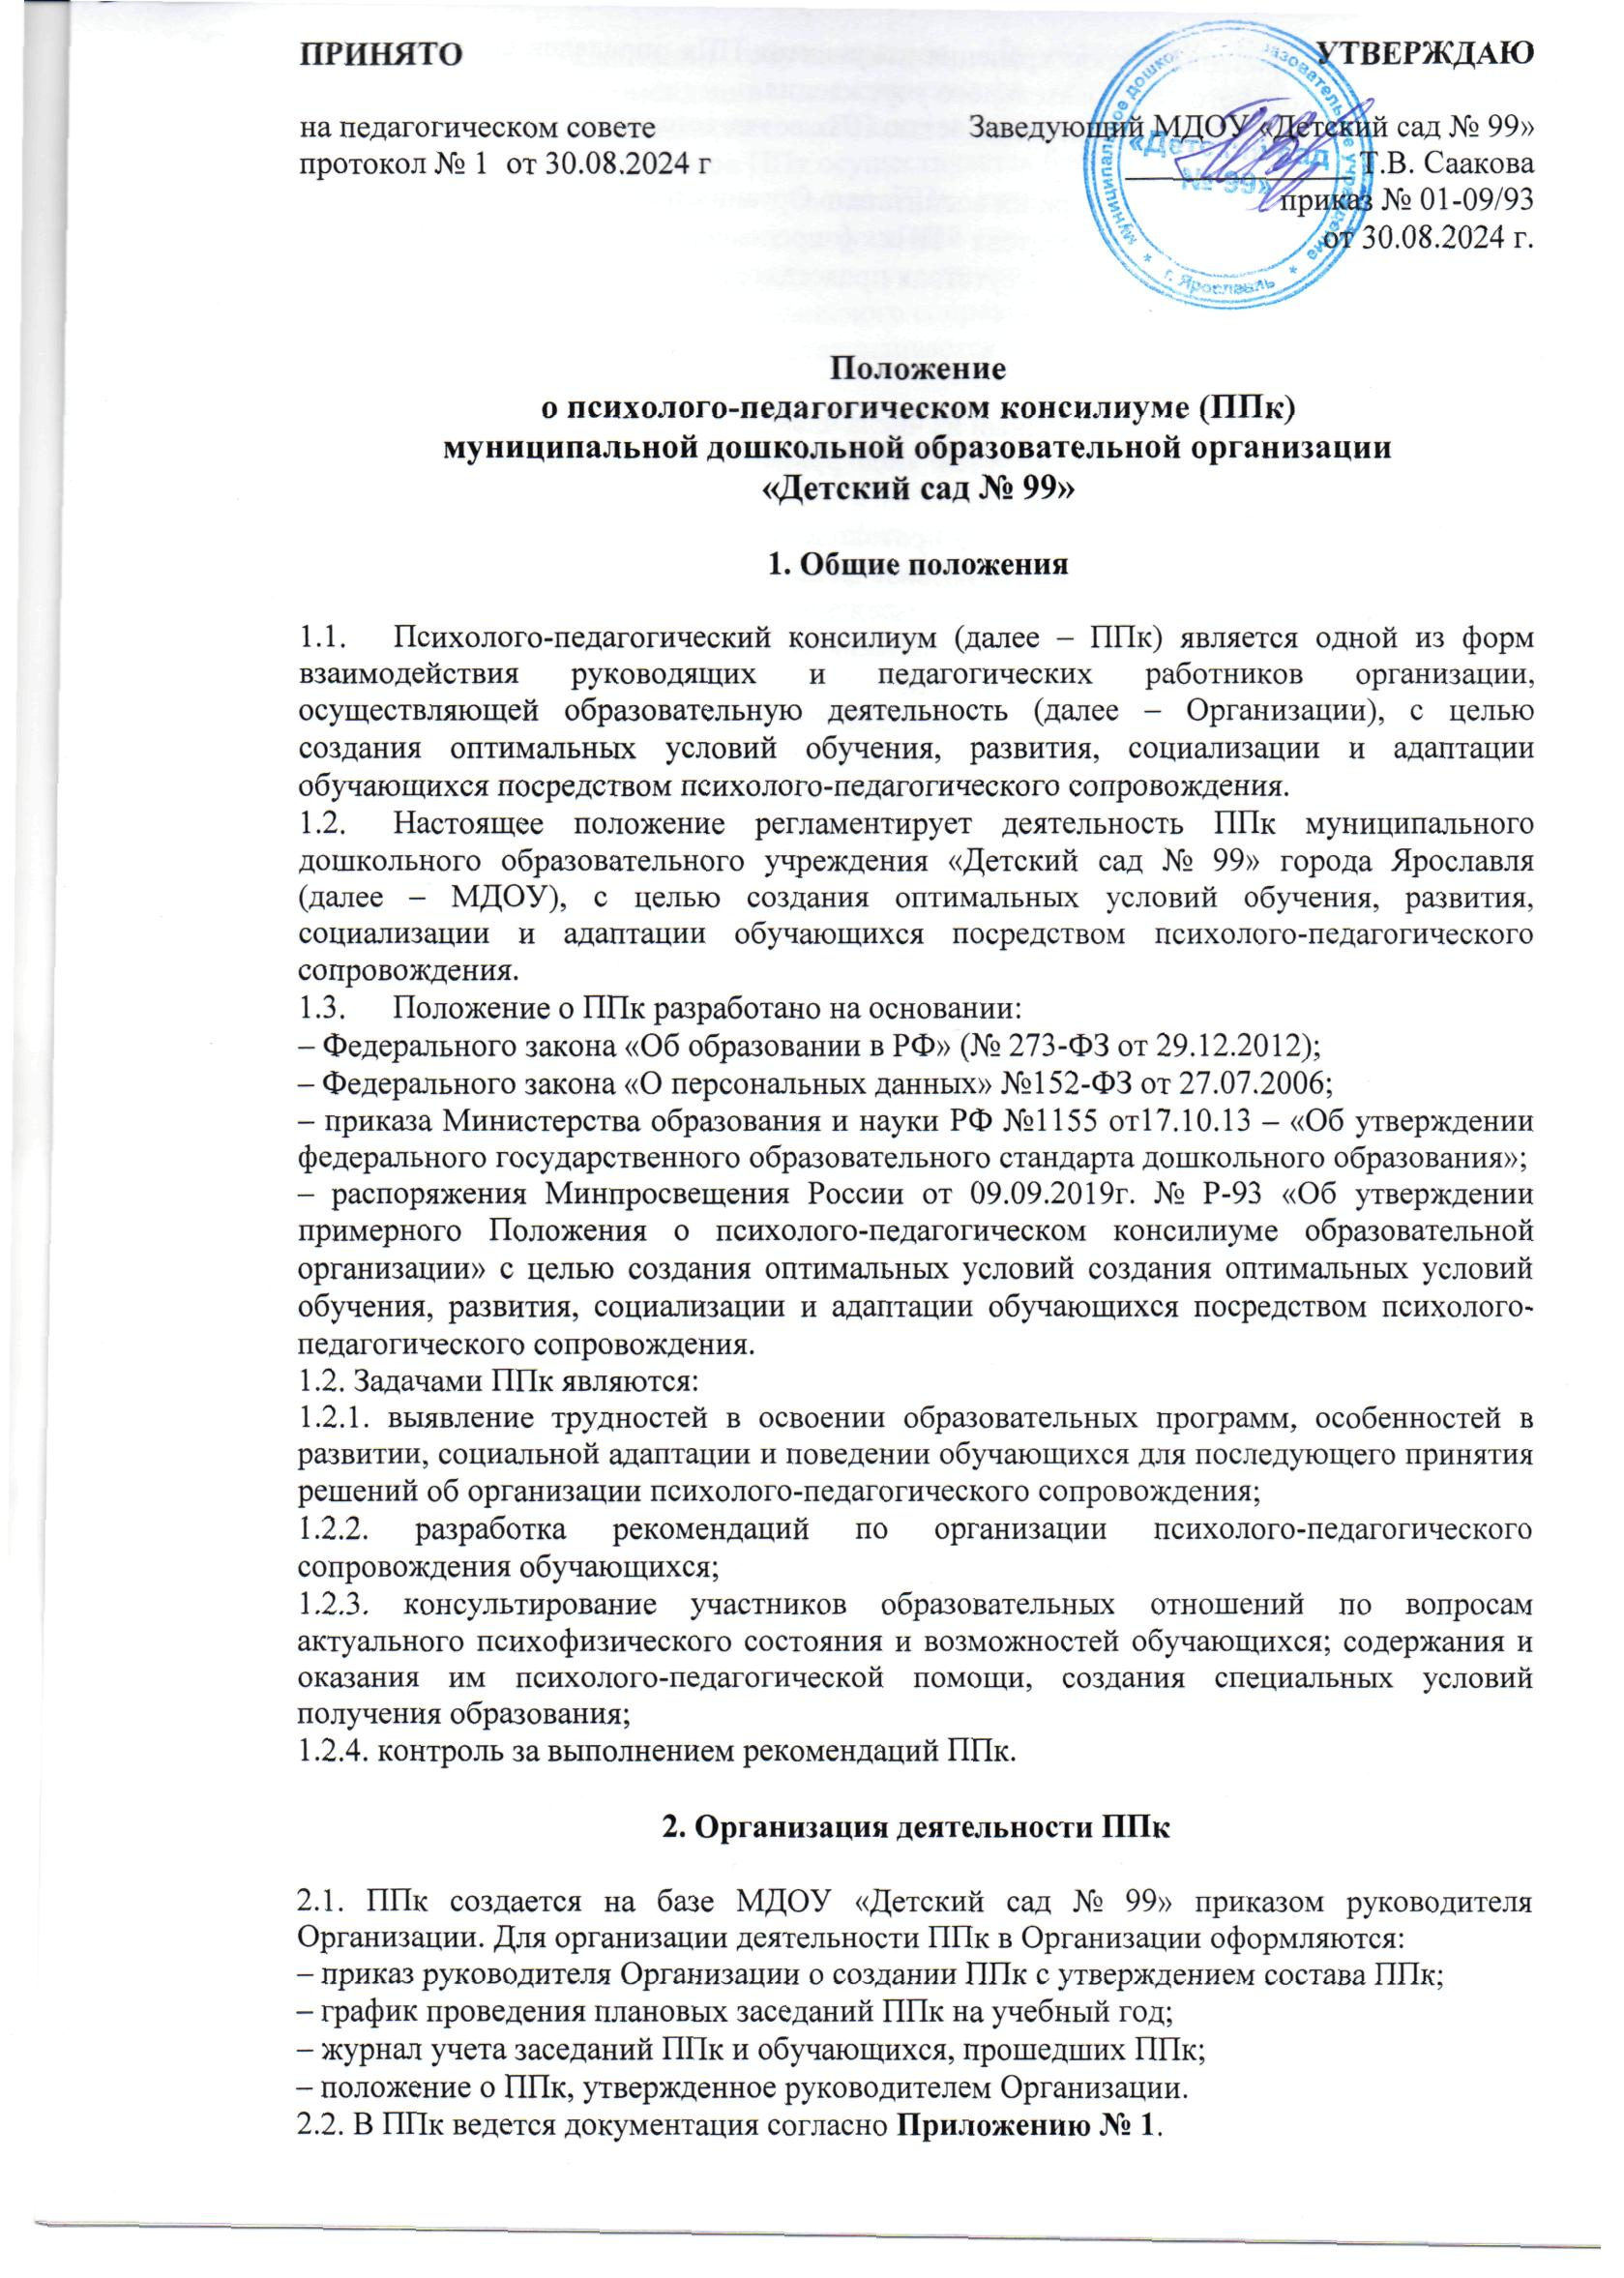 ПРИНЯТО УТВЕРЖДАЮ
на педагогическом совете Заведующий МДОУ «Детский сад № 99»
протокол № 1 от 30.08.2024 г Т.В. Саакова
приказ № 01-09/93
от 30.08.2024 г.
«Детский сад
№ 99»
г. Ярославль
Положение
о психолого-педагогическом консилиуме (ППк)
муниципальной дошкольной образовательной организации
«Детский сад № 99»
1. Общие положения
1.1. Психолого-педагогический консилиум (далее – ППк) является одной из форм
взаимодействия руководящих и педагогических работников организации,
осуществляющей образовательную деятельность (далее – Организации), с целью
создания оптимальных условий обучения, развития, социализации и адаптации
обучающихся посредством психолого-педагогического сопровождения.
1.2. Настоящее положение регламентирует деятельность ППк муниципального
дошкольного образовательного учреждения «Детский сад № 99» города Ярославля
(далее – МДОУ), с целью создания оптимальных условий обучения, развития,
социализации и адаптации обучающихся посредством психолого-педагогического
сопровождения.
1.3. Положение о ППк разработано на основании:
– Федерального закона «Об образовании в РФ» (№ 273-ФЗ от 29.12.2012);
– Федерального закона «О персональных данных» №152-ФЗ от 27.07.2006;
– приказа Министерства образования и науки РФ №1155 от17.10.13 – «Об утверждении
федерального государственного образовательного стандарта дошкольного образования»;
– распоряжения Минпросвещения России от 09.09.2019г. № Р-93 «Об утверждении
примерного Положения о психолого-педагогическом консилиуме образовательной
организации» с целью создания оптимальных условий создания оптимальных условий
обучения, развития, социализации и адаптации обучающихся посредством психолого-
педагогического сопровождения.
1.2. Задачами ППк являются:
1.2.1. выявление трудностей в освоении образовательных программ, особенностей в
развитии, социальной адаптации и поведении обучающихся для последующего принятия
решений об организации психолого-педагогического сопровождения;
1.2.2. разработка рекомендаций по организации психолого-педагогического
сопровождения обучающихся;
1.2.3. консультирование участников образовательных отношений по вопросам
актуального психофизического состояния и возможностей обучающихся; содержания и
оказания им психолого-педагогической помощи, создания специальных условий
получения образования;
1.2.4. контроль за выполнением рекомендаций ППк.
2. Организация деятельности ППк
2.1. ППк создается на базе МДОУ «Детский сад № 99» приказом руководителя
Организации. Для организации деятельности ППк в Организации оформляются:
– приказ руководителя Организации о создании ППк с утверждением состава ППк;
– график проведения плановых заседаний ППк на учебный год;
– журнал учета заседаний ППк и обучающихся, прошедших ППк;
– положение о ППк, утвержденное руководителем Организации.
2.2. В ППк ведется документация согласно Приложению № 1.